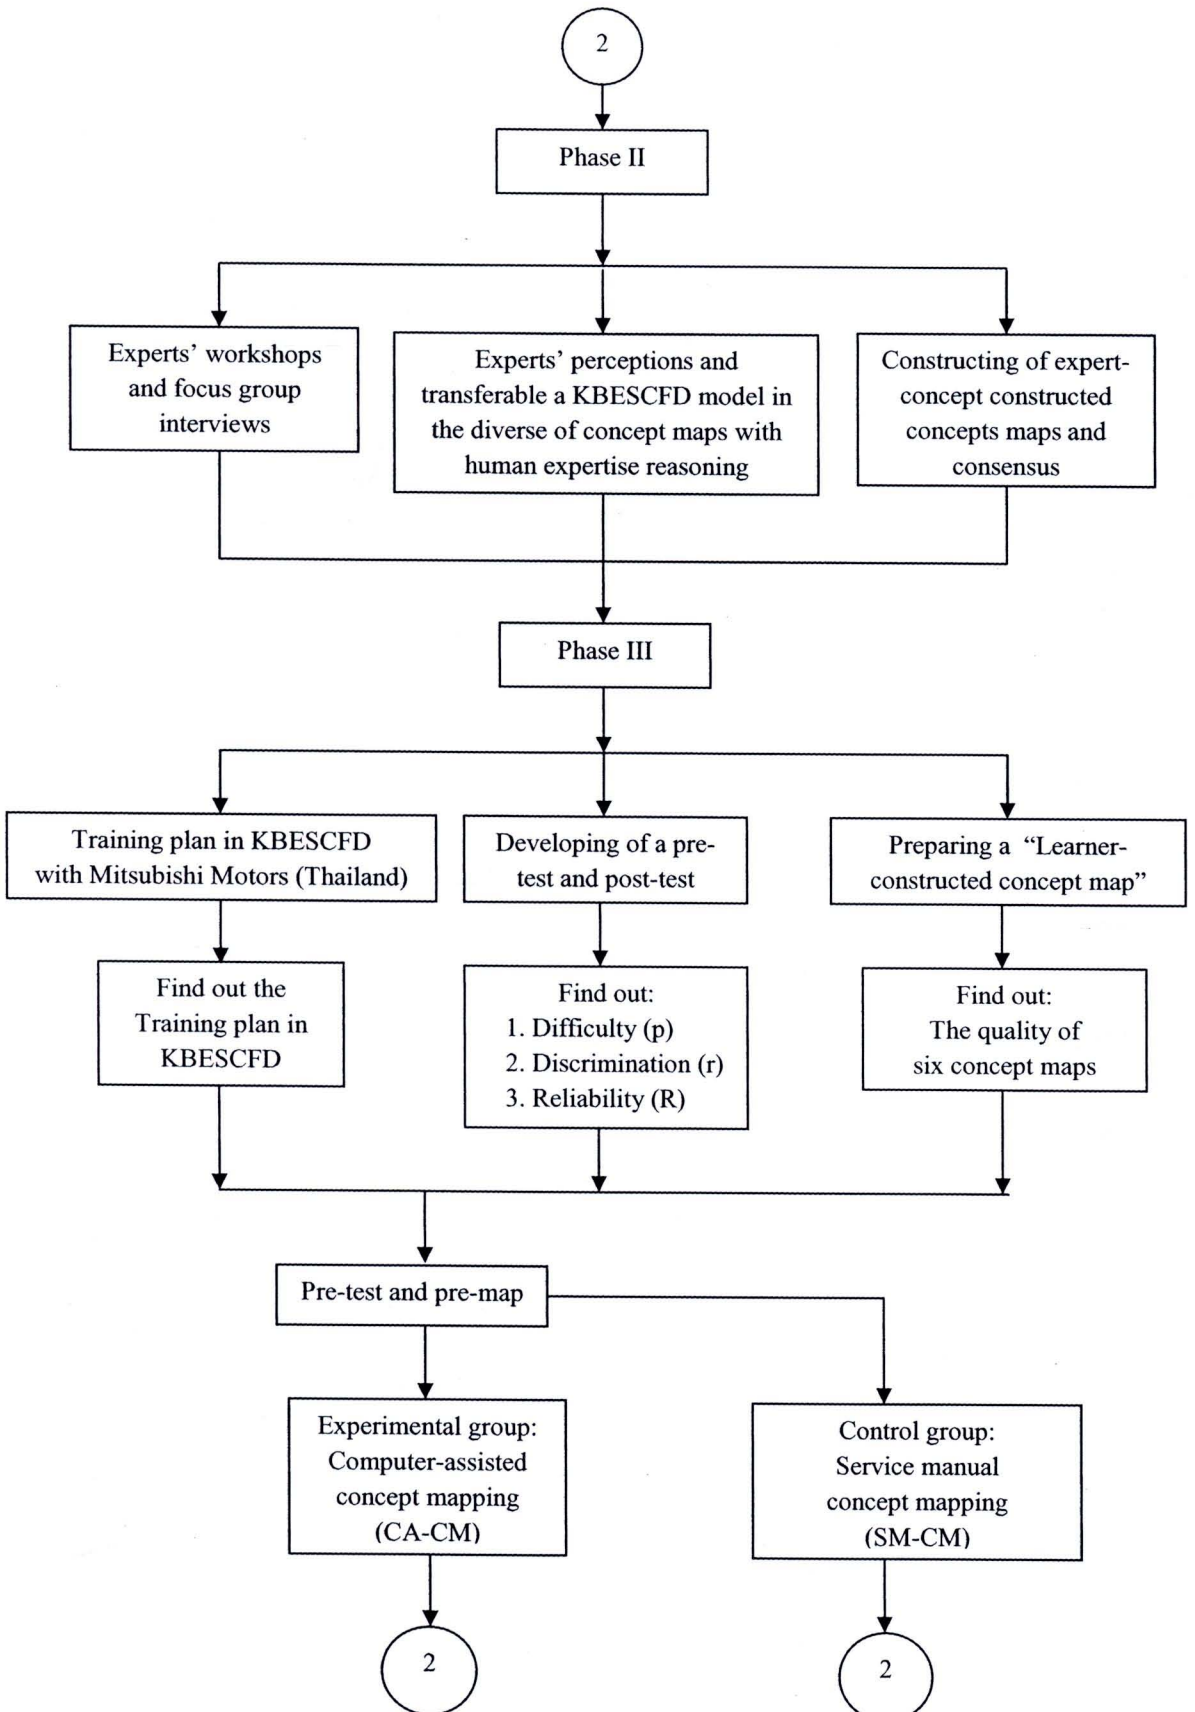 2
Phase II
Experts’ workshops
and focus group
interviews
Experts’ perceptions and
transferable a KBESCFD model in
the diverse of concept maps with
human expertise reasoning
Constructing of expert-
concept constructed
concepts maps and
consensus
Phase III
Training plan in KBESCFD
with Mitsubishi Motors (Thailand)
Developing of a pre-
test and post-test
Preparing a “Learner-
constructed concept map”
Find out the
Training plan in
KBESCFD
Find out:
1. Difficulty (p)
2. Discrimination (r)
3. Reliability (R)
Find out:
The quality of
six concept maps
Pre-test and pre-map
Experimental group:
Computer-assisted
concept mapping
(CA-CM)
Control group:
Service manual
concept mapping
(SM-CM)
2
2